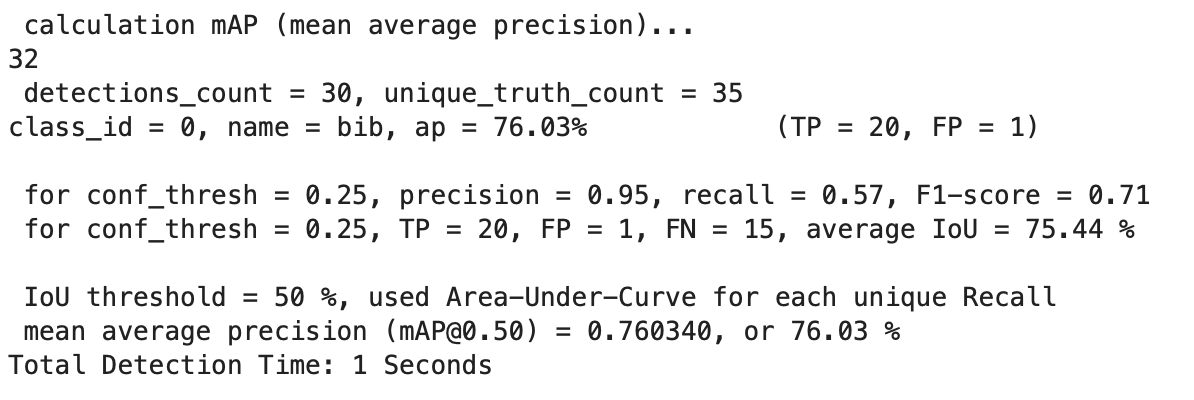 calculation mAP (mean average precision)...
32
detections_count = 30, unique_truth_count = 35
class_id = 0, name = bib, ap = 76.03% (TP = 20, FP = 1)
for conf_thresh = 0.25, precision = 0.95, recall = 0.57, F1-score = 0.71
for conf_thresh = 0.25, TP = 20, FP = 1, FN = 15, average IoU = 75.44 %
IoU threshold = 50 %, used Area-Under-Curve for each unique Recall
mean average precision (mAP@0.50) = 0.760340, or 76.03 %
Total Detection Time: 1 Seconds